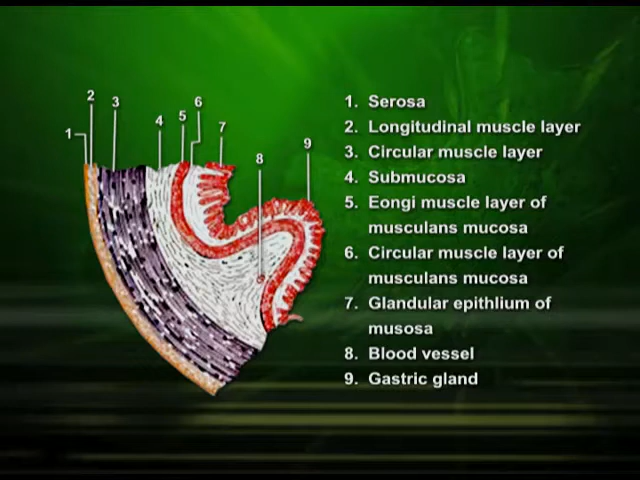 1
2
3
4
5
6
7
8
9
1. Serosa
2. Longitudinal muscle layer
3. Circular muscle layer
4. Submucosa
5. Eongi muscle layer of
musculans mucosa
6. Circular muscle layer of
musculans mucosa
7. Glandular epithlium of
musosa
8. Blood vessel
9. Gastric gland